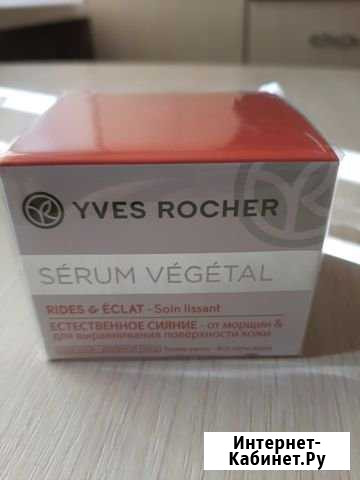 YVES ROCHER
SÉRUM VÉGÉTAL
RIDES & ÉCLAT - Soin lissant
ЕСТЕСТВЕННОЕ СИЯНИЕ - от морщин &
для выравнивания поверхности кожи
Интернет-
Кабинет.Ру